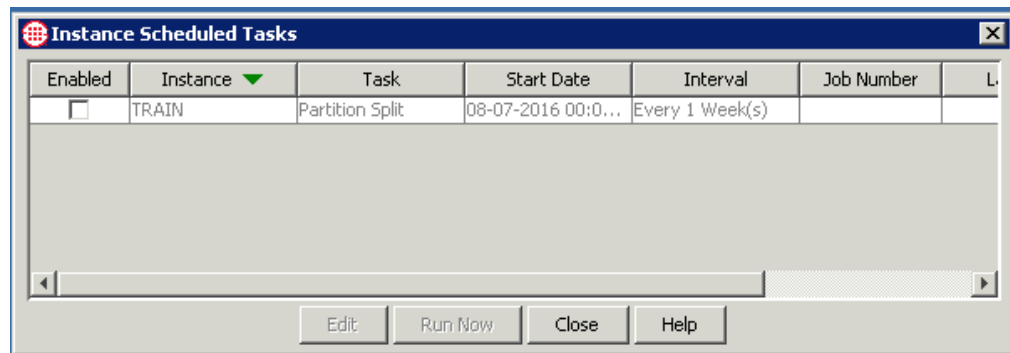 Instance Scheduled Tasks
Enabled Instance Task Start Date Interval Job Number L
TRAIN Partition Split 08-07-2016 00:0... Every 1 Week(s)
Edit Run Now Close Help